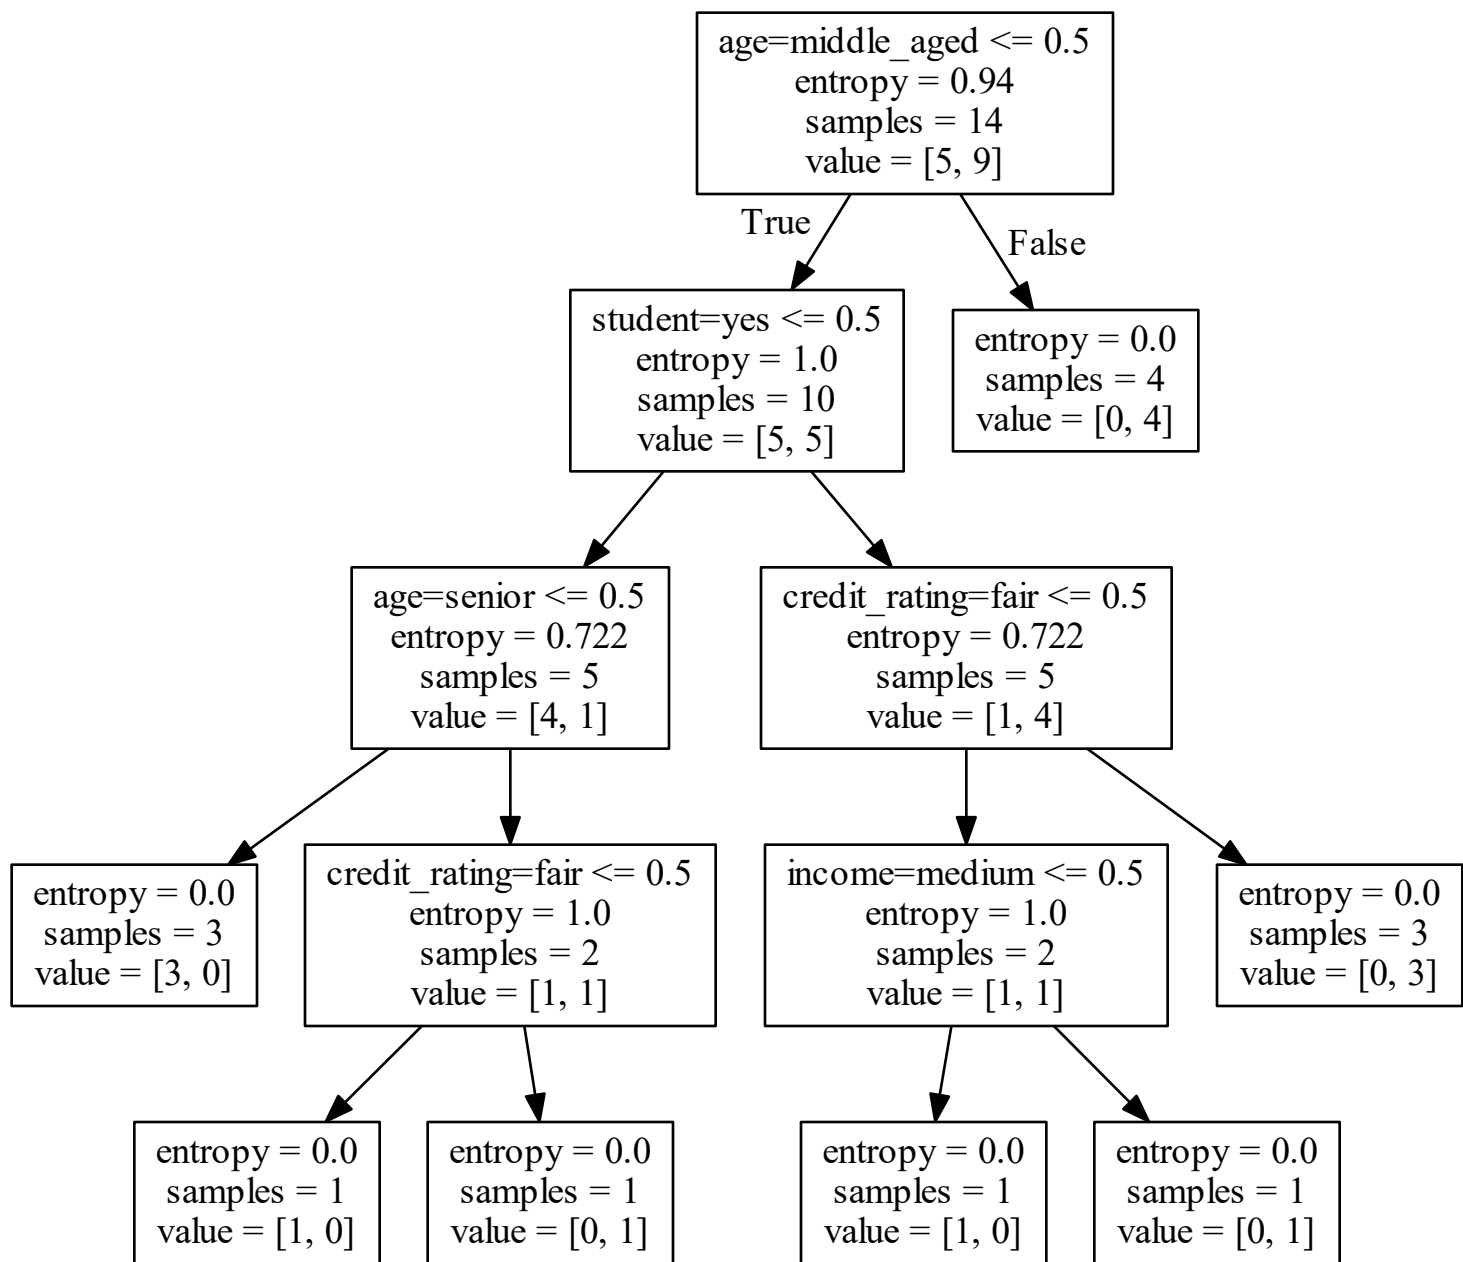 age=middle_aged <= 0.5
entropy = 0.94
samples = 14
value = [5, 9]
True
False
student=yes <= 0.5
entropy = 1.0
samples = 10
value = [5, 5]
entropy = 0.0
samples = 4
value = [0, 4]
age=senior <= 0.5
entropy = 0.722
samples = 5
value = [4, 1]
credit_rating=fair <= 0.5
entropy = 0.722
samples = 5
value = [1, 4]
entropy = 0.0
samples = 3
value = [3, 0]
credit_rating=fair <= 0.5
entropy = 1.0
samples = 2
value = [1, 1]
income=medium <= 0.5
entropy = 1.0
samples = 2
value = [1, 1]
entropy = 0.0
samples = 3
value = [0, 3]
entropy = 0.0
samples = 1
value = [1, 0]
entropy = 0.0
samples = 1
value = [0, 1]
entropy = 0.0
samples = 1
value = [1, 0]
entropy = 0.0
samples = 1
value = [0, 1]